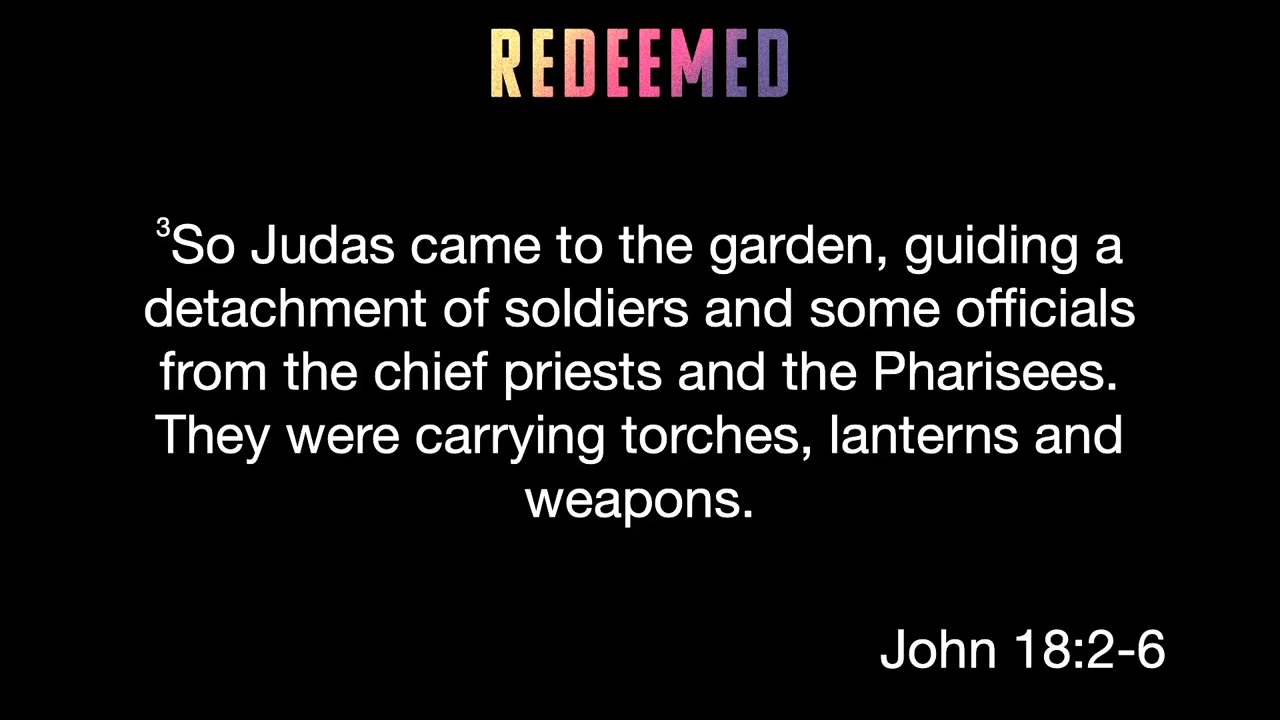 REDEEMED
³So Judas came to the garden, guiding a
detachment of soldiers and some officials
from the chief priests and the Pharisees.
They were carrying torches, lanterns and
weapons.
John 18:2-6